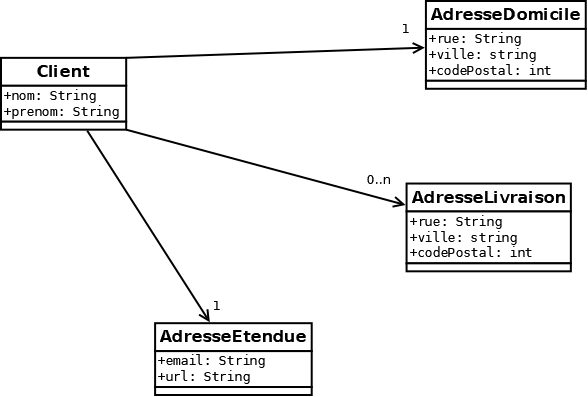 AdresseDomicile
+rue: String
+ville: string
+codePostal: int
1
Client
+nom: String
+prenom: String
0..n
AdresseLivraison
+rue: String
+ville: string
+codePostal: int
1
AdresseEtendue
+email: String
+url: String